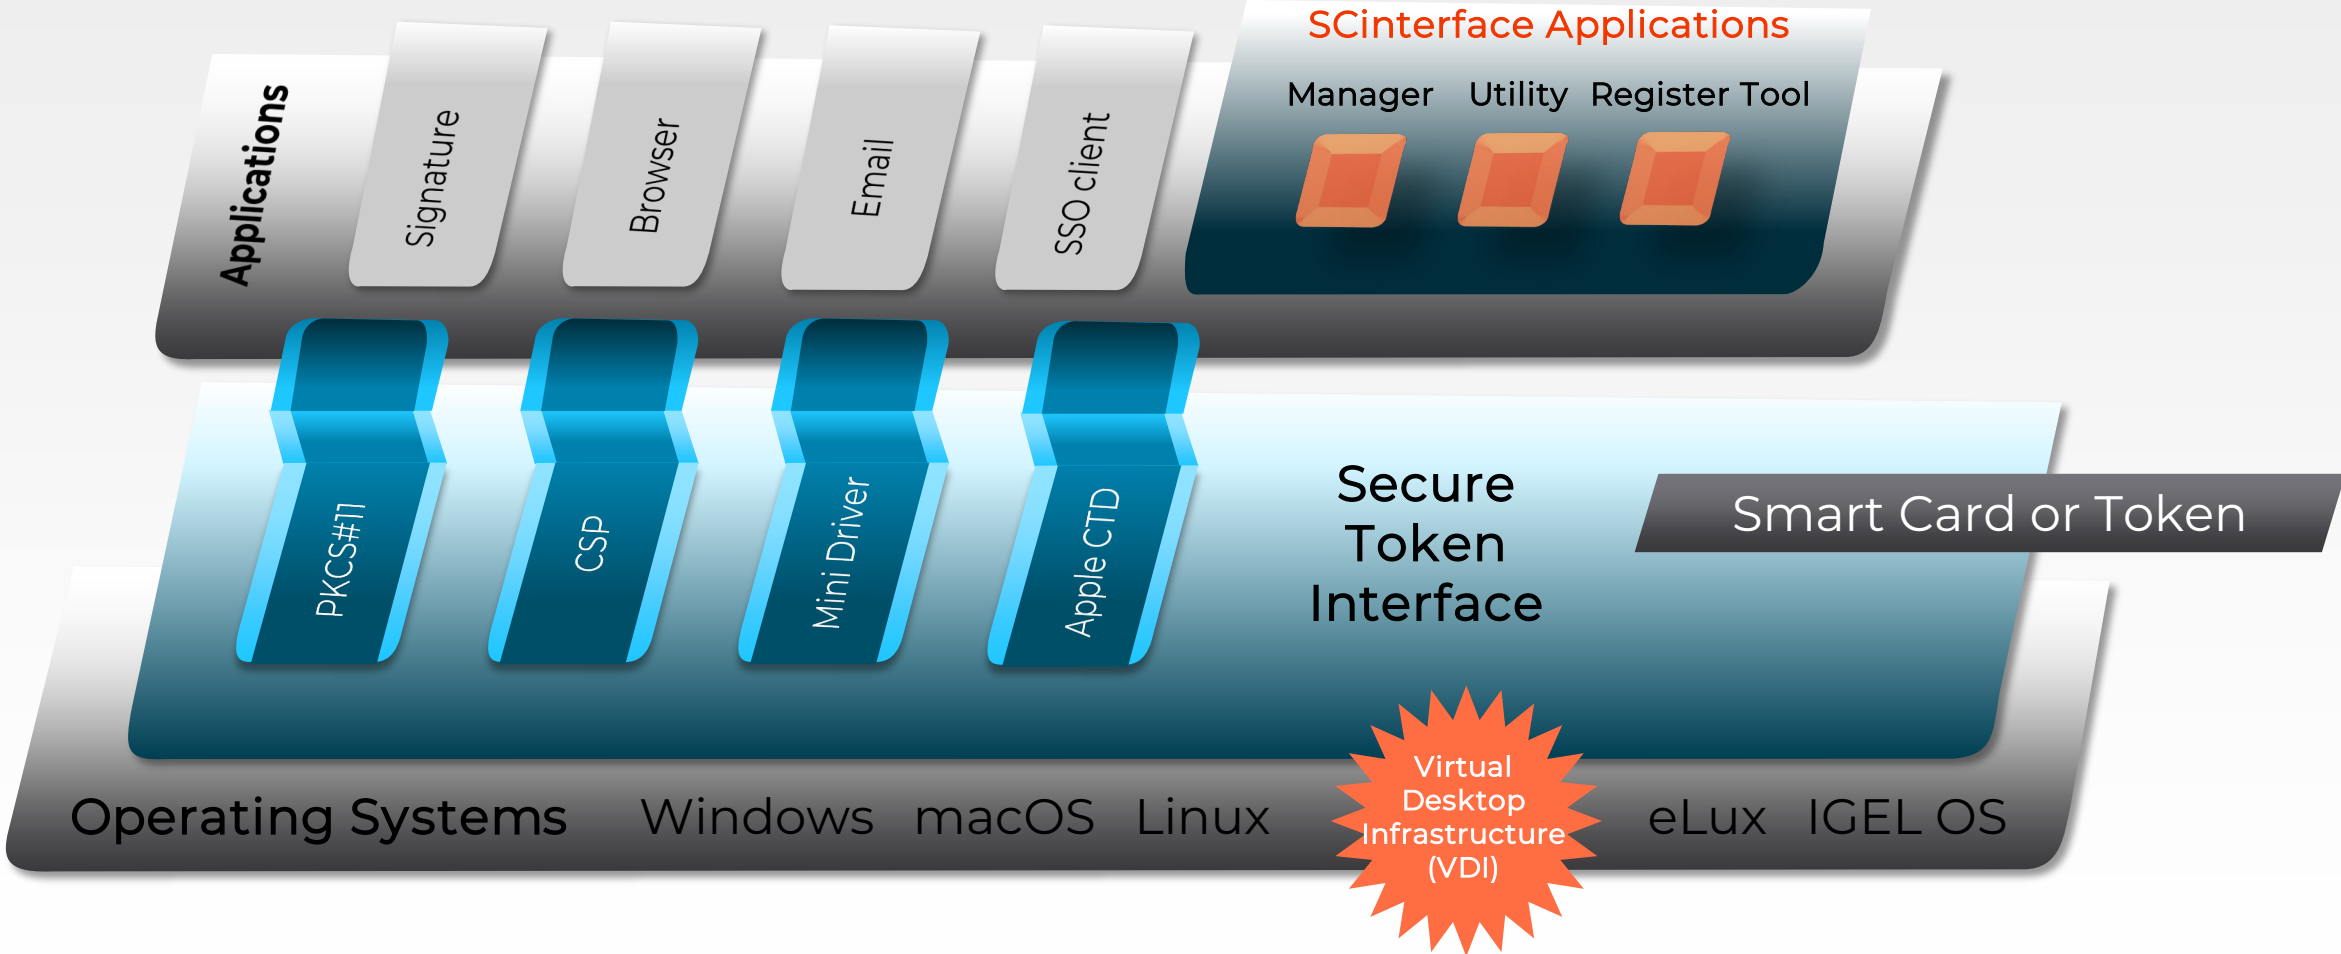 SCinterface Applications
Manager Utility Register Tool
Applications
Signature
Browser
Email
SSO client
PKCS#11
CSP
Mini Driver
Apple CTD
Secure
Token
Interface
Smart Card or Token
Operating Systems Windows macOS Linux
Virtual
Desktop
Infrastructure
(VDI)
eLux IGEL OS